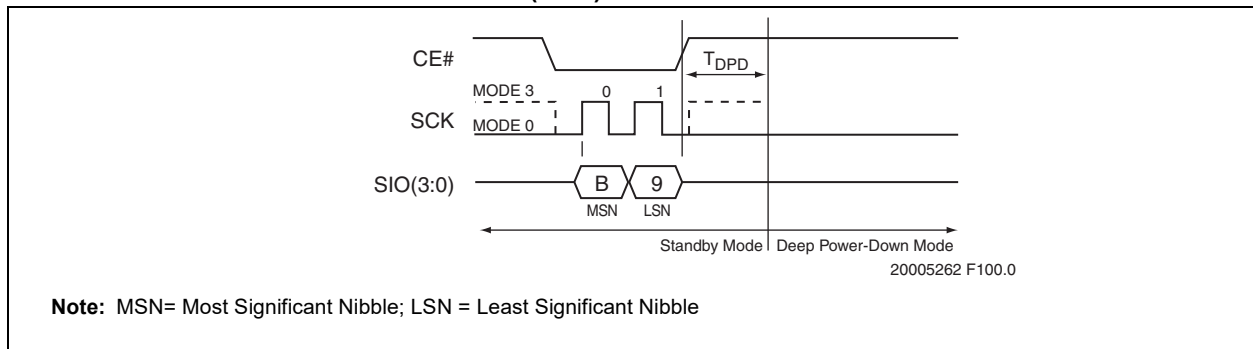 CE#
T_DPD
MODE 3
0 1
SCK
MODE 0
SIO(3:0)
B 9
MSN LSN
Standby Mode Deep Power-Down Mode
20005262 F100.0
Note: MSN= Most Significant Nibble; LSN = Least Significant Nibble